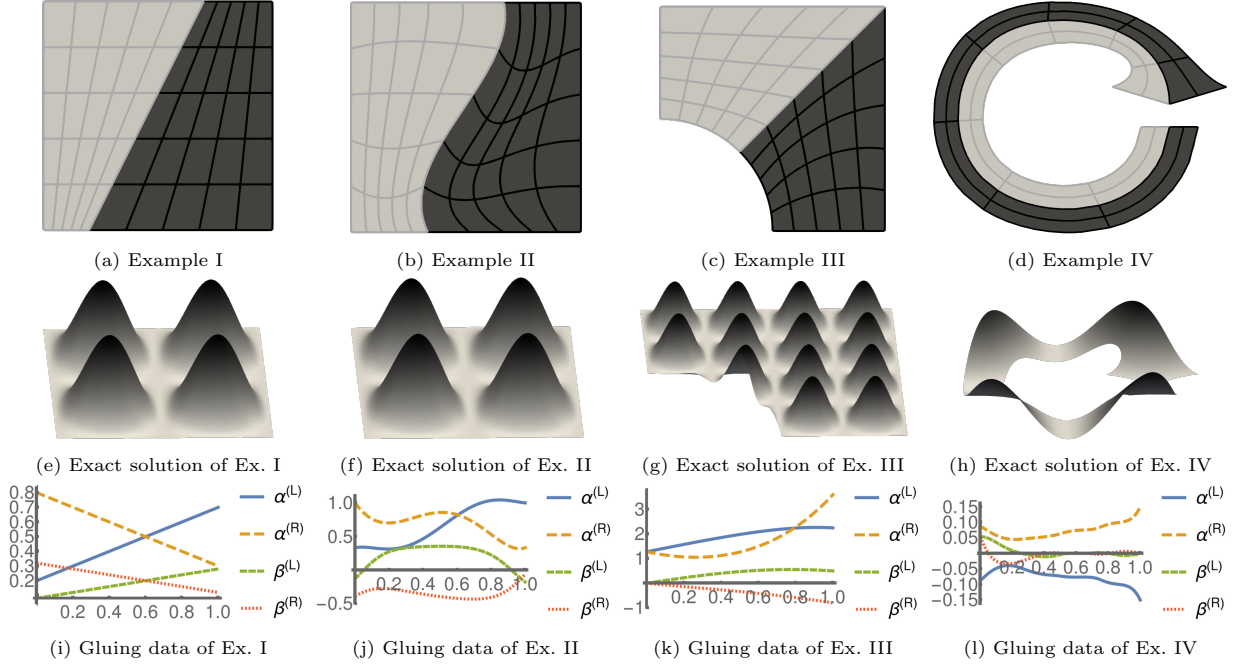 (a) Example I (b) Example II (c) Example III (d) Example IV
(e) Exact solution of Ex. I (f) Exact solution of Ex. II (g) Exact solution of Ex. III (h) Exact solution of Ex. IV
0.8
0.7
0.5
0.4
0.3
0.2
0.2 0.4 0.6 0.8 1.0
α(L)
α(R)
β(L)
β(R)
1.0
0.5
-0.5
0.2 0.4 0.6 0.8 1.0
α(L)
α(R)
β(L)
β(R)
3
2
1
-1
0.2 0.4 0.6 0.8 1.0
α(L)
α(R)
β(L)
β(R)
0.15
0.10
0.05
-0.05
-0.10
-0.15
0.2 0.4 0.6 0.8 1.0
α(L)
α(R)
β(L)
β(R)
(i) Gluing data of Ex. I (j) Gluing data of Ex. II (k) Gluing data of Ex. III (l) Gluing data of Ex. IV